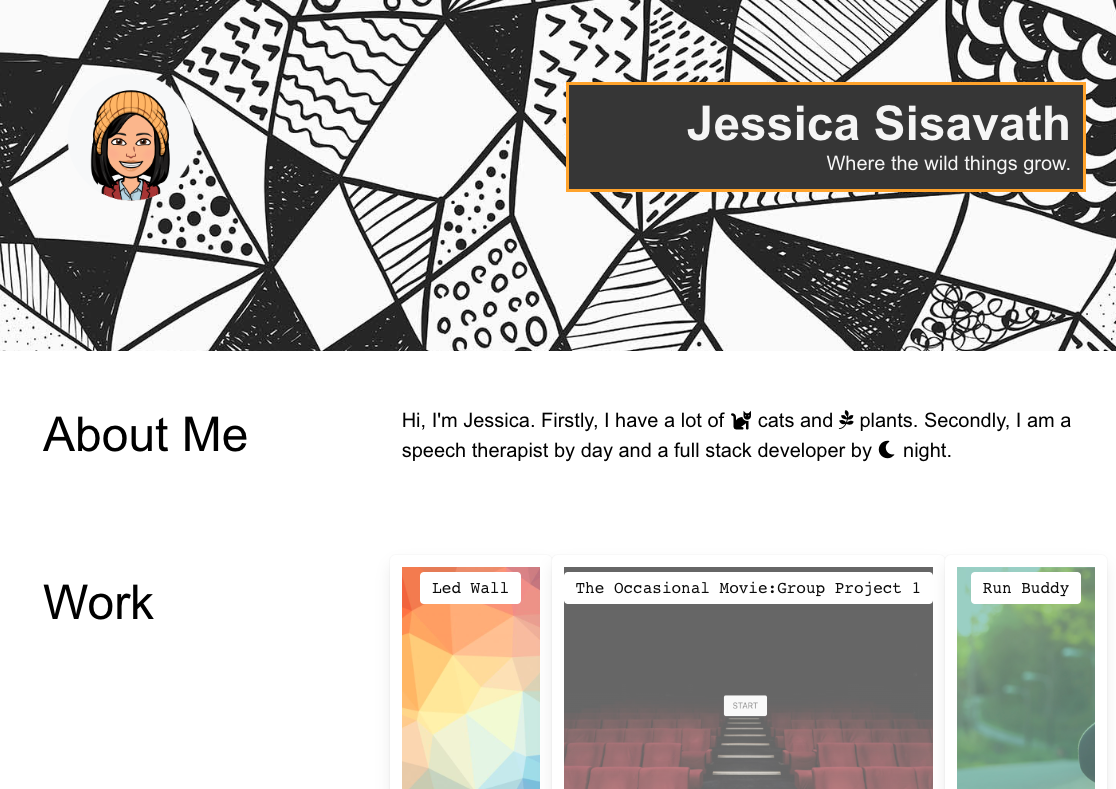 Jessica Sisavath
Where the wild things grow.
About Me
Hi, I'm Jessica. Firstly, I have a lot of cats and plants. Secondly, I am a
speech therapist by day and a full stack developer by night.
Work
Led Wall
The Occasional Movie:Group Project 1
Run Buddy
START